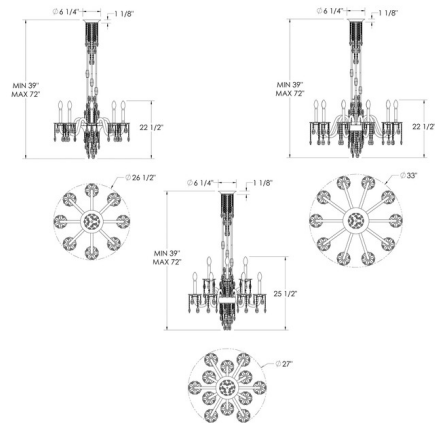 ∅6 1/4" 1 1/8"
MIN 39"
MAX 72"
22 1/2"
∅26 1/2"
∅6 1/4" 1 1/8"
MIN 39"
MAX 72"
22 1/2"
∅33"
∅6 1/4" 1 1/8"
MIN 39"
MAX 72"
25 1/2"
∅27"